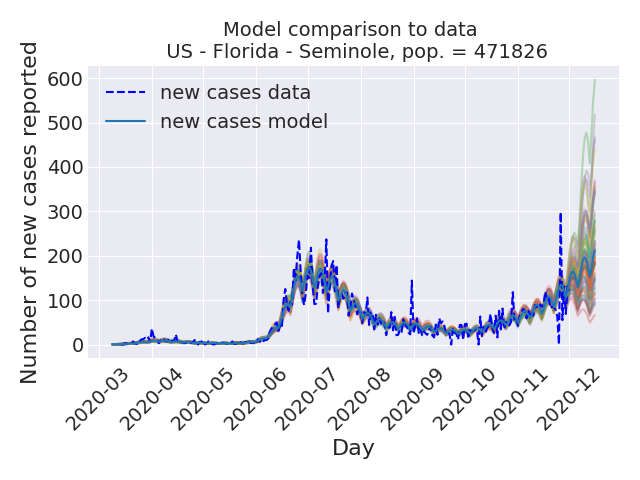 Model comparison to data
US - Florida - Seminole, pop. = 471826
Number of new cases reported
600
500
400
300
200
100
0
new cases data
new cases model
2020-03
2020-04
2020-05
2020-06
2020-07
2020-08
2020-09
2020-10
2020-11
2020-12
Day